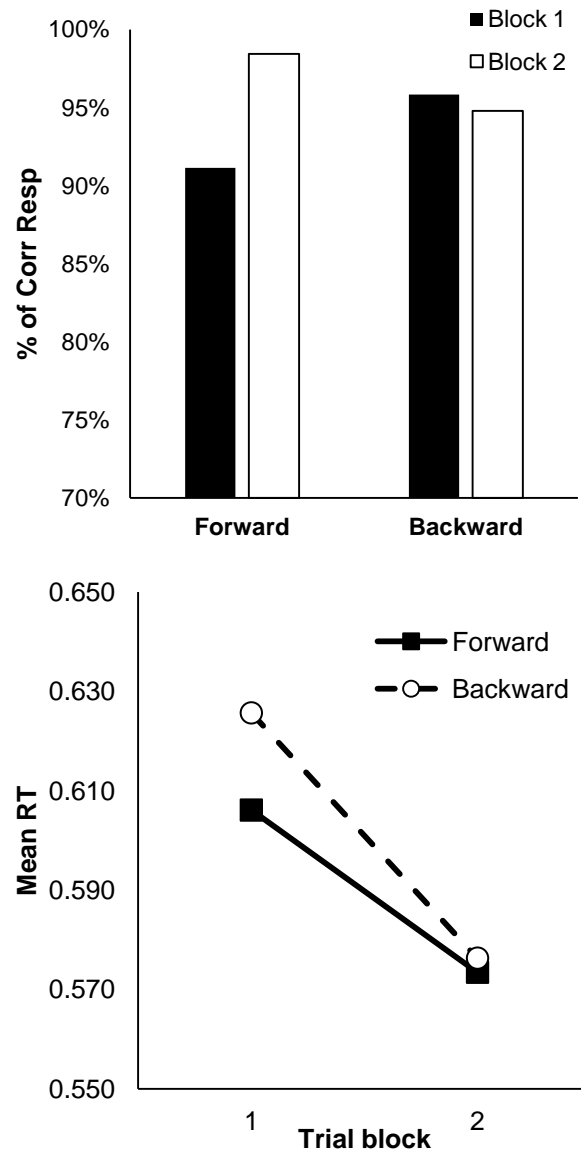 Block 1
Block 2
100%
95%
90%
85%
80%
75%
70%
% of Corr Resp
Forward Backward
0.650
0.630
0.610
0.590
0.570
0.550
Mean RT
Forward
Backward
1 2
Trial block